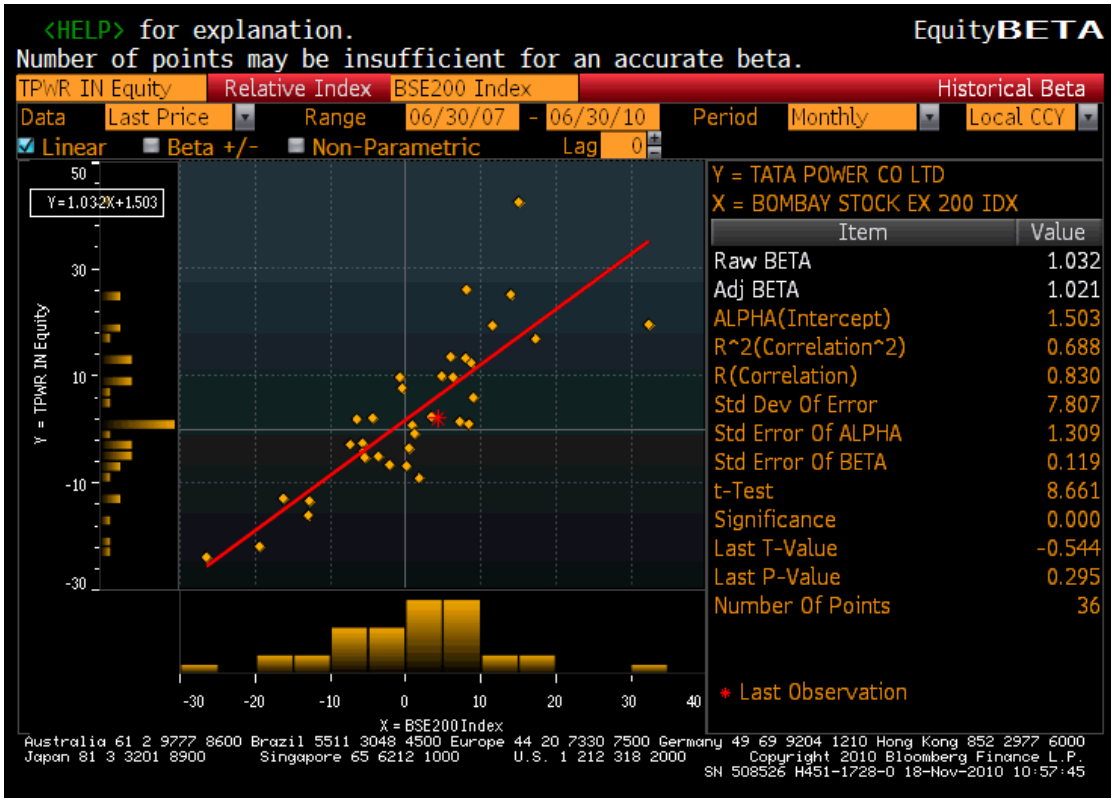 <HELP> for explanation. EquityBETA
Number of points may be insufficient for an accurate beta.
TPWR IN Equity Relative Index BSE200 Index Historical Beta
Data Last Price Range 06/30/07 - 06/30/10 Period Monthly Local CCY
Linear Beta +/- Non-Parametric Lag 0
50
Y=1.032X+1.503
30
10
-10
-30
Y = TPWR IN Equity
-30 -20 -10 0 10 20 30 40
X = BSE200Index
Y = TATA POWER CO LTD
X = BOMBAY STOCK EX 200 IDX
Item Value
Raw BETA 1.032
Adj BETA 1.021
ALPHA(Intercept) 1.503
R^2(Correlation^2) 0.688
R(Correlation) 0.830
Std Dev Of Error 7.807
Std Error Of ALPHA 1.309
Std Error Of BETA 0.119
t-Test 8.661
Significance 0.000
Last T-Value -0.544
Last P-Value 0.295
Number Of Points 36
* Last Observation
Australia 61 2 9777 8600 Brazil 5511 3048 4500 Europe 44 20 7330 7500 Germany 49 69 9204 1210 Hong Kong 852 2977 6000
Japan 81 3 3201 8900 Singapore 65 6212 1000 U.S. 1 212 318 2000 Copyright 2010 Bloomberg Finance L.P.
SN 508526 H451-1728-0 18-Nov-2010 10:57:45